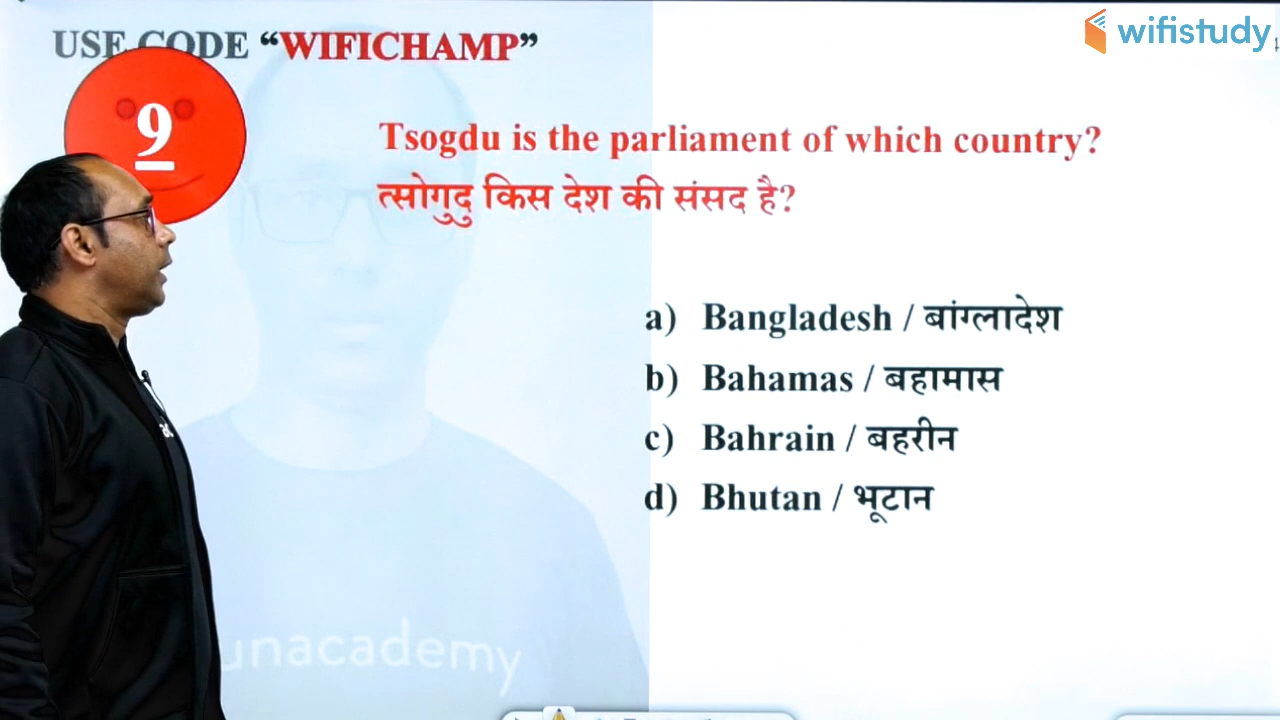 USE CODE “WIFICHAMP”
wifistudy
9
Tsogdu is the parliament of which country?
त्सोगुदु किस देश की संसद है?
a) Bangladesh / बांग्लादेश
b) Bahamas / बहामास
c) Bahrain / बहरीन
d) Bhutan / भूटान
unacademy